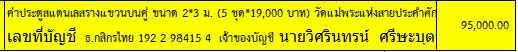 ค่าประตูสแตนเลสรางแขวนบนคู่ ขนาด 2*3 ม. (5 ชุด*19,000 บาท) วัดแม่พระแห่งสายประคำศักดิ์
95,000.00
เลขที่บัญชี ธ.กสิกรไทย 192 2 98415 4 เจ้าของบัญชี นายวิศรินทรน์ ศรีษะบุตร